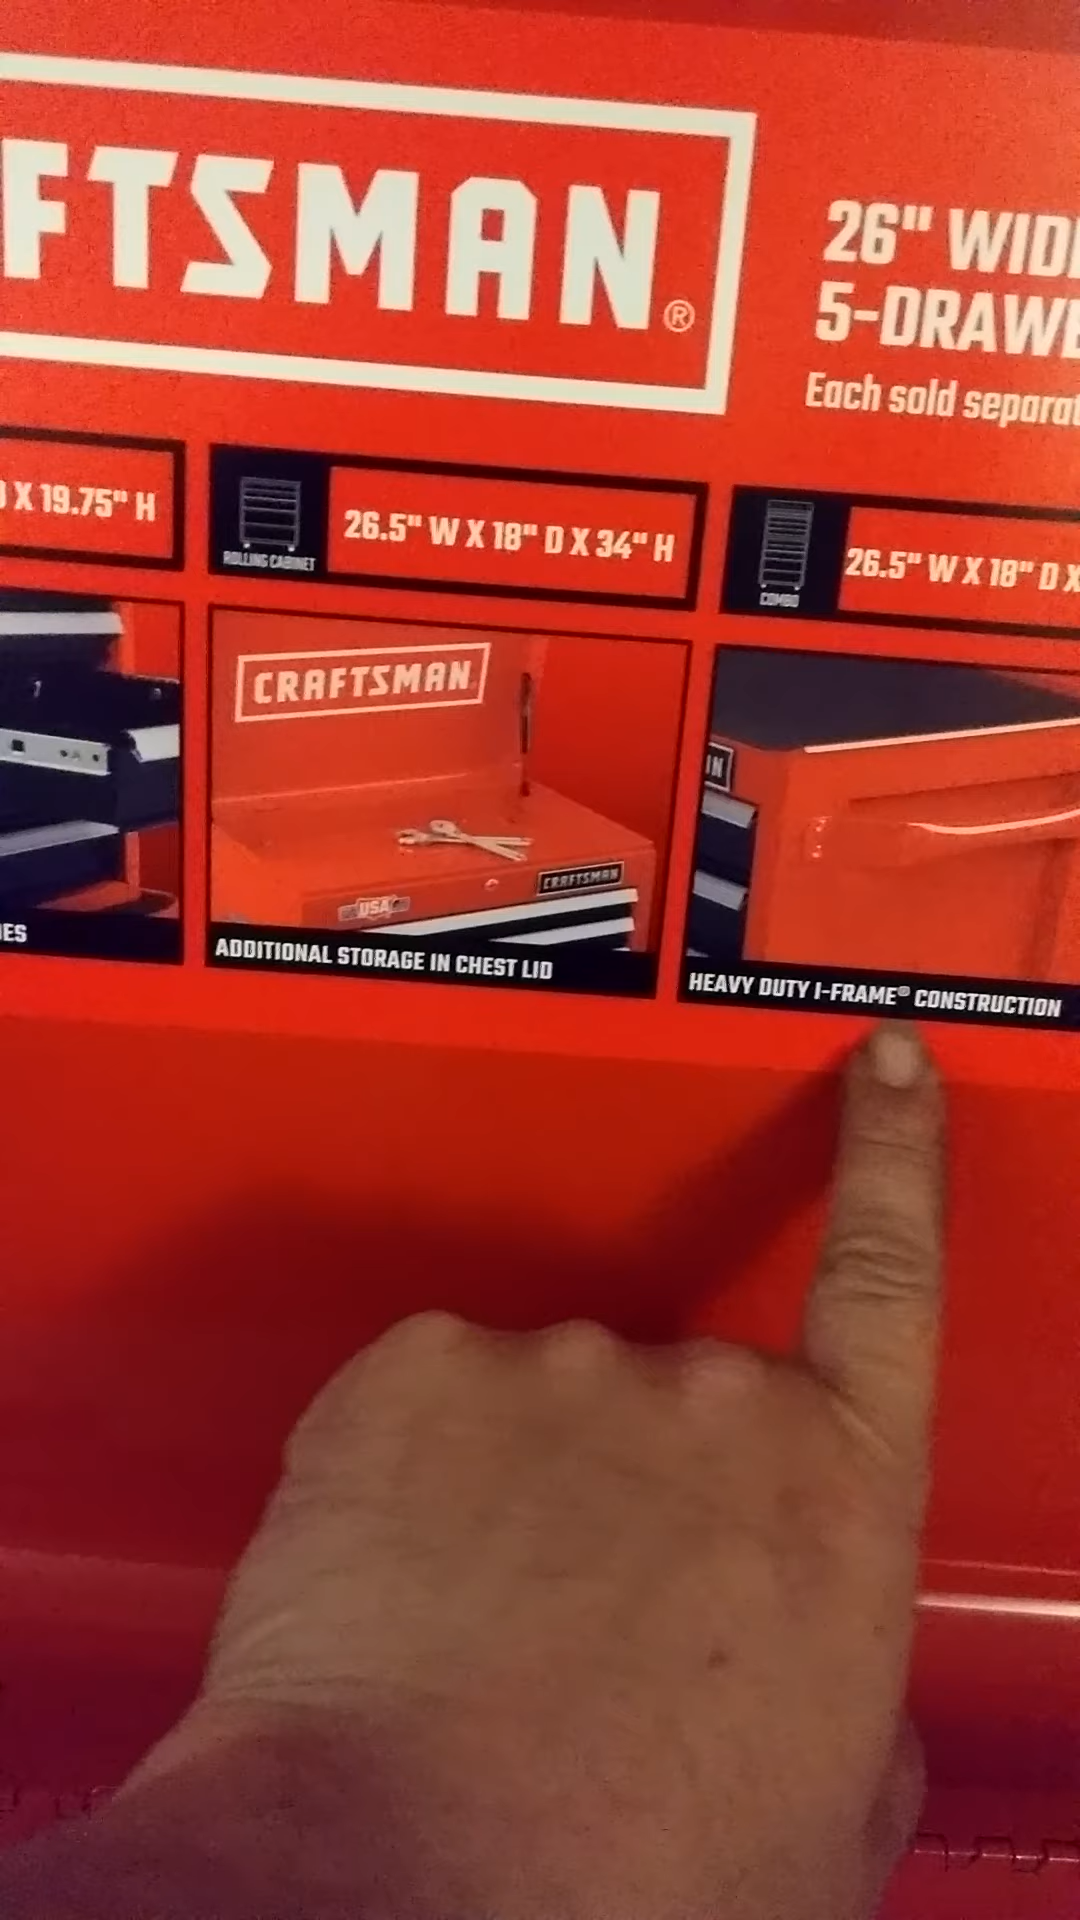 FTSMAN®
26" WID
5-DRAW
Each sold separat
X 19.75" H
ROLLING CABINET
26.5" W X 18" D X 34" H
COMBO
26.5" W X 18" D X
CRAFTSMAN
IN
CRAFTSMAN
USA
ES
ADDITIONAL STORAGE IN CHEST LID
HEAVY DUTY I-FRAME® CONSTRUCTION